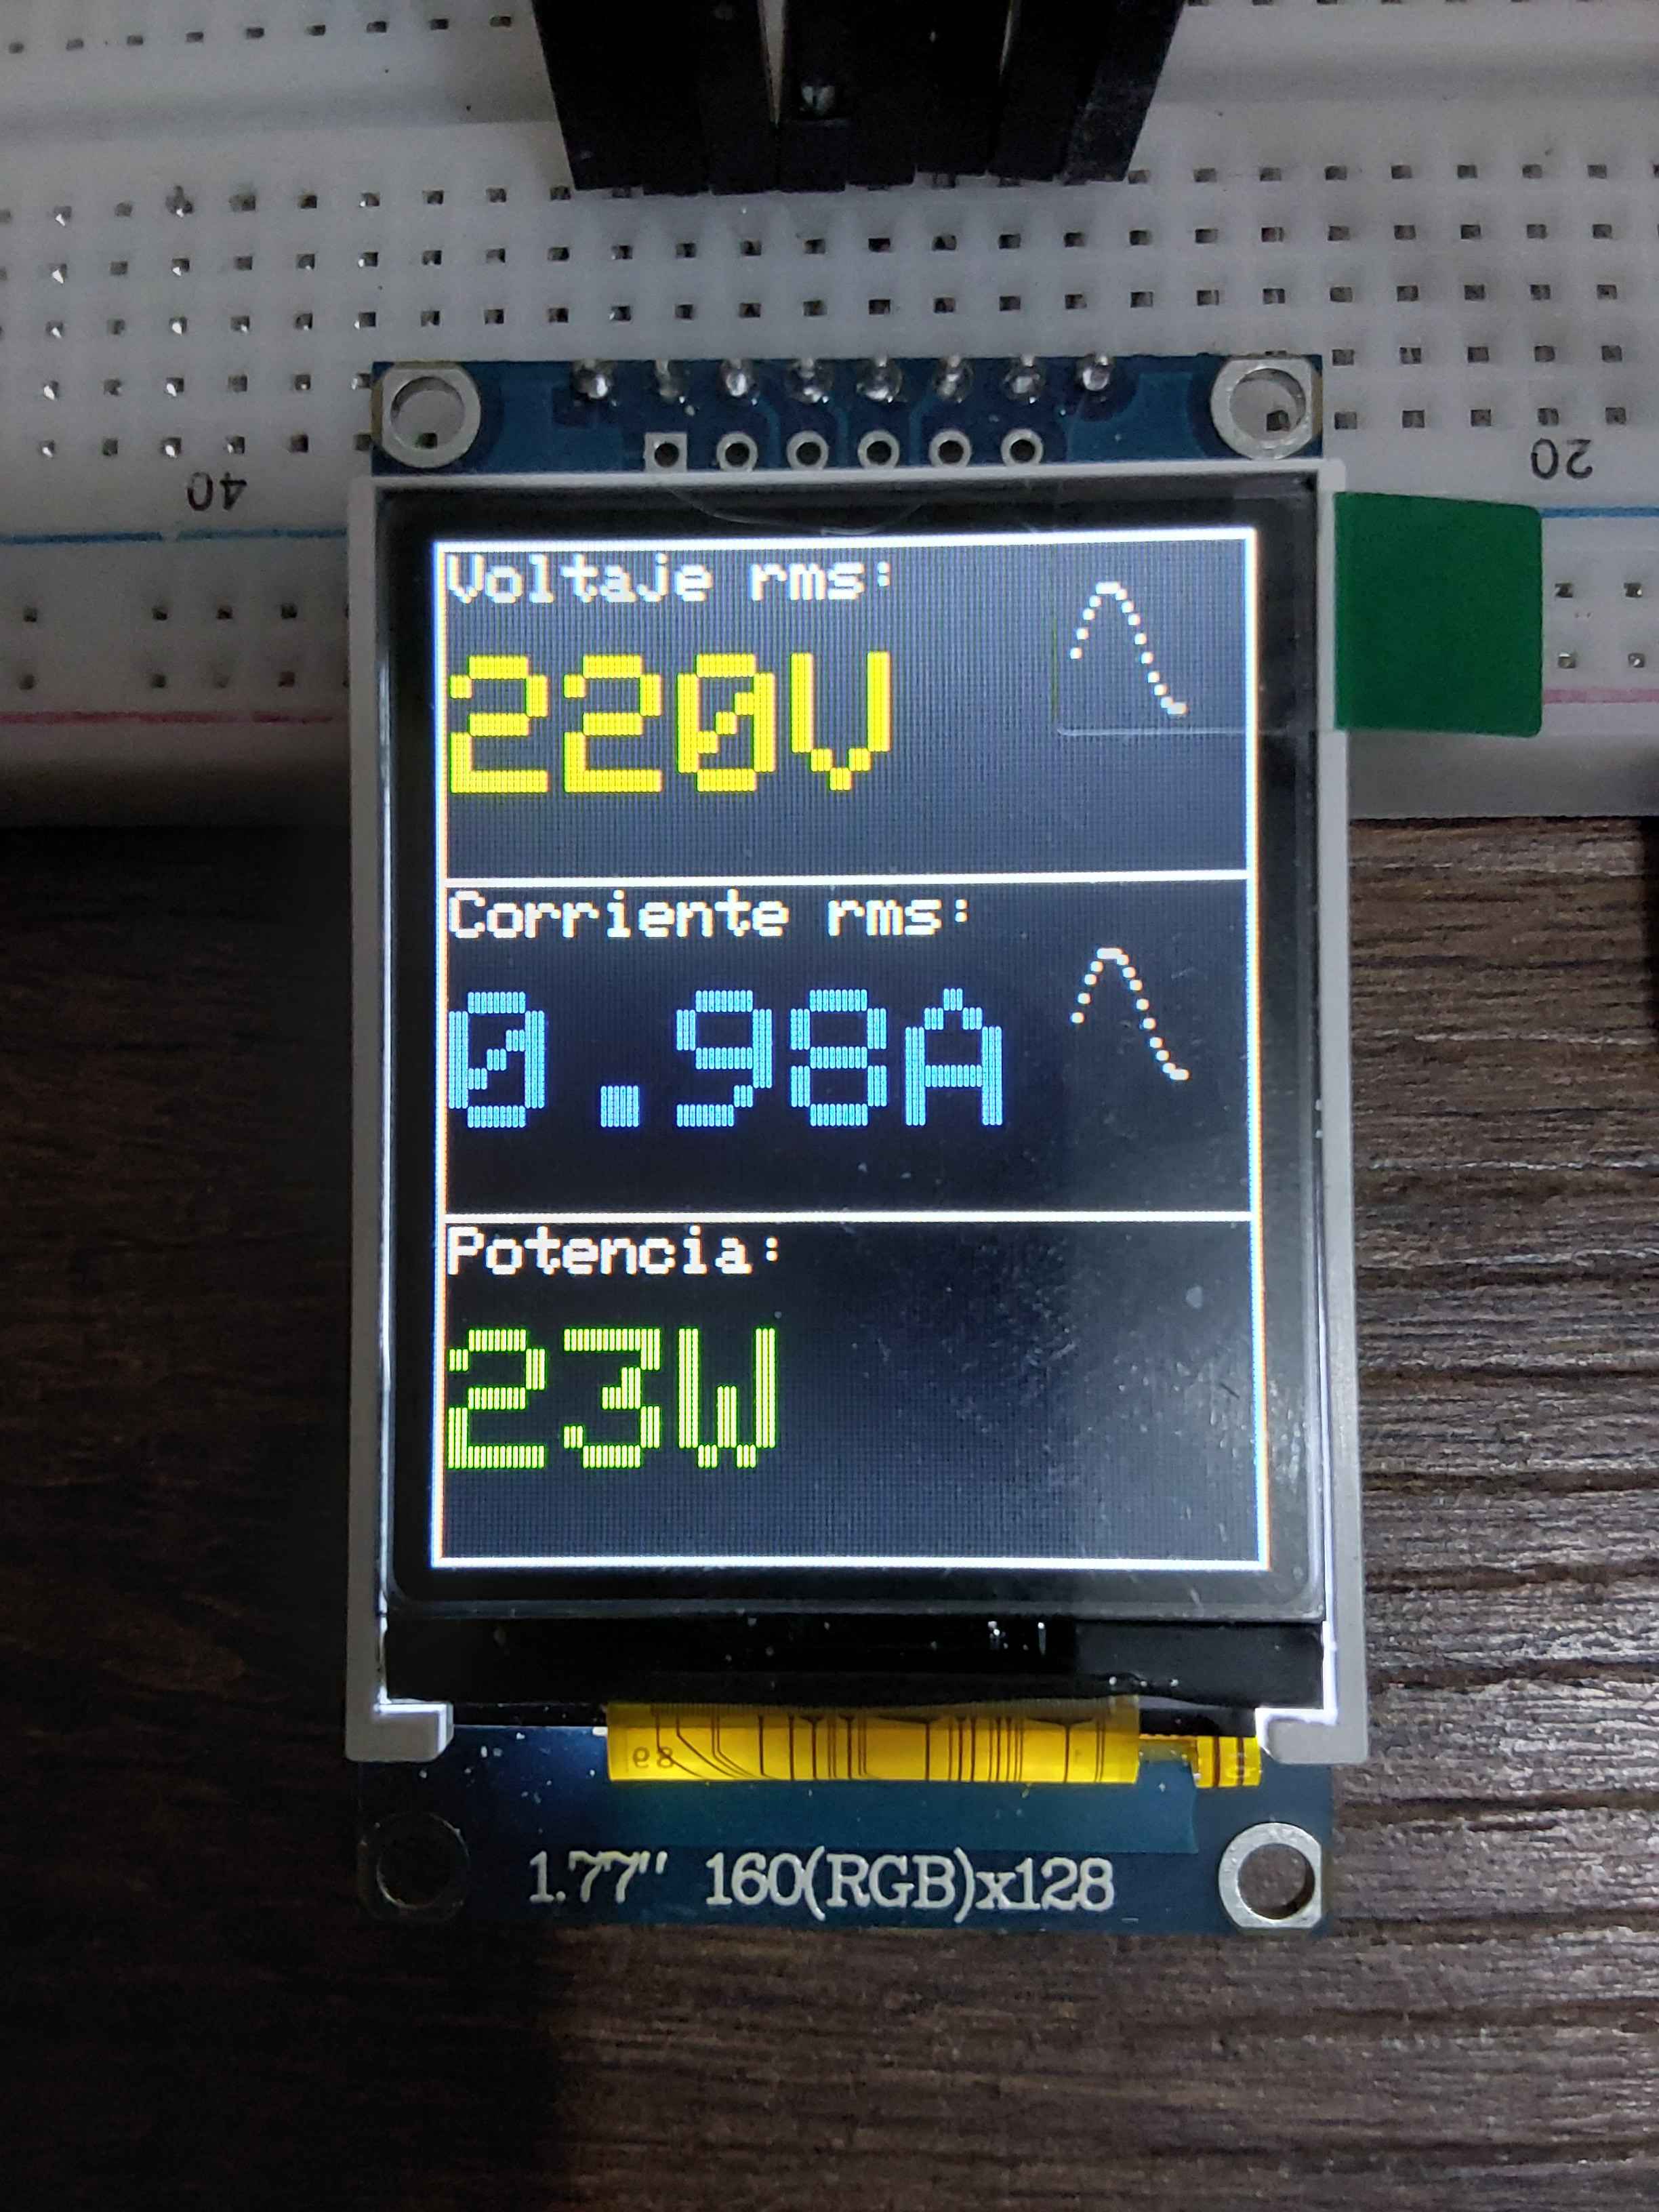 40
20
Voltaje rms:
220V
Corriente rms:
0.98A
Potencia:
23W
1.77" 160(RGB)x128